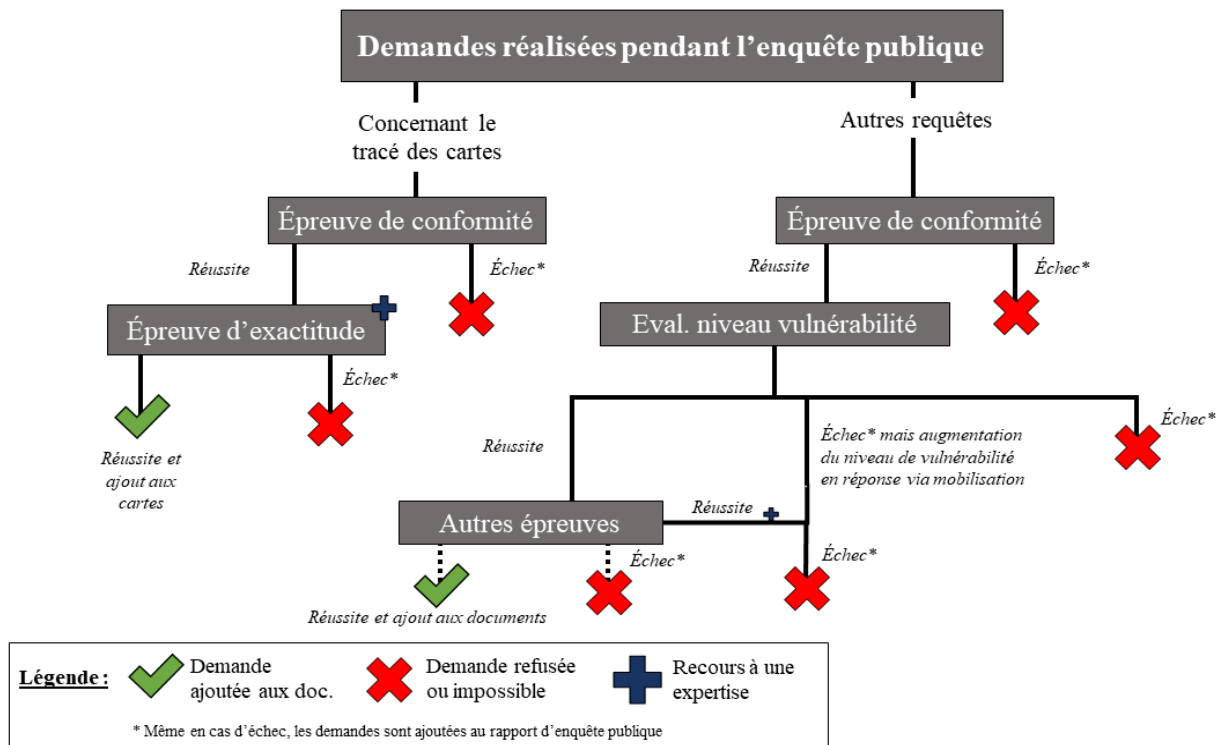 Demandes réalisées pendant l'enquête publique
Concernant le
tracé des cartes
Autres requêtes
Épreuve de conformité
Épreuve de conformité
Réussite
Échec*
Réussite
Échec*
Épreuve d'exactitude
Eval. niveau vulnérabilité
Échec*
Réussite et
ajout aux
cartes
Réussite
Échec* mais augmentation
du niveau de vulnérabilité
en réponse via mobilisation
Échec*
Autres épreuves
Réussite
Échec*
Échec*
Réussite et ajout aux documents
Légende :
Demande
ajoutée aux doc.
Demande refusée
ou impossible
Recours à une
expertise
* Même en cas d'échec, les demandes sont ajoutées au rapport d'enquête publique